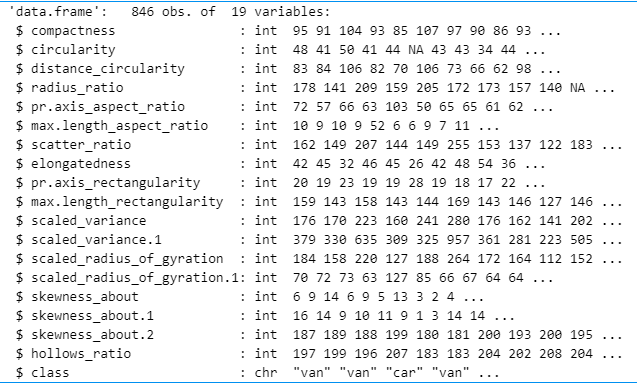 'data.frame':   846 obs. of  19 variables:
 $ compactness                : int  95 91 104 93 85 107 97 90 86 93 ...
 $ circularity                : int  48 41 50 41 44 NA 43 43 34 44 ...
 $ distance_circularity       : int  83 84 106 82 70 106 73 66 62 98 ...
 $ radius_ratio               : int  178 141 209 159 205 172 173 157 140 NA ...
 $ pr.axis_aspect_ratio       : int  72 57 66 63 103 50 65 65 61 62 ...
 $ max.length_aspect_ratio    : int  10 9 10 9 52 6 6 9 7 11 ...
 $ scatter_ratio              : int  162 149 207 144 149 255 153 137 122 183 ...
 $ elongatedness              : int  42 45 32 46 45 26 42 48 54 36 ...
 $ pr.axis_rectangularity     : int  20 19 23 19 19 28 19 18 17 22 ...
 $ max.length_rectangularity  : int  159 143 158 143 144 169 143 146 127 146 ...
 $ scaled_variance            : int  176 170 223 160 241 280 176 162 141 202 ...
 $ scaled_variance.1          : int  379 330 635 309 325 957 361 281 223 505 ...
 $ scaled_radius_of_gyration  : int  184 158 220 127 188 264 172 164 112 152 ...
 $ scaled_radius_of_gyration.1: int  70 72 73 63 127 85 66 67 64 64 ...
 $ skewness_about             : int  6 9 14 6 9 5 13 3 2 4 ...
 $ skewness_about.1           : int  16 14 9 10 11 9 1 3 14 14 ...
 $ skewness_about.2           : int  187 189 188 199 180 181 200 193 200 195 ...
 $ hollows_ratio              : int  197 199 196 207 183 183 204 202 208 204 ...
 $ class                      : chr  "van" "van" "car" "van" ...